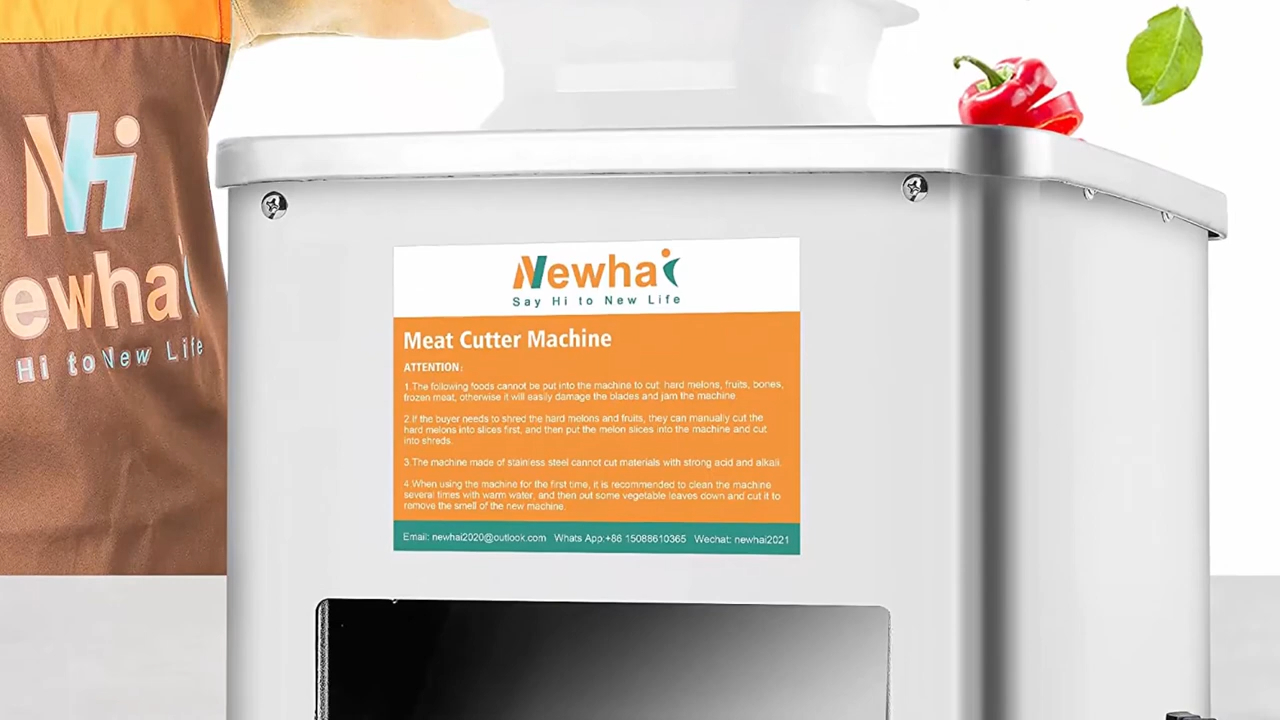 Nhi
ewhai
Hi to New Life
Newhai
Say Hi to New Life
Meat Cutter Machine
ATTENTION:
1.The following foods cannot be put into the machine to cut: hard melons, fruits, bones,
frozen meat, otherwise it will easily damage the blades and jam the machine.
2.If the buyer needs to shred the hard melons and fruits, they can manually cut the
hard melons into slices first, and then put the melon slices into the machine and cut
into shreds.
3.The machine made of stainless steel cannot cut materials with strong acid and alkali.
4.When using the machine for the first time, it is recommended to clean the machine
several times with warm water, and then out some vegetable leaves down and cut it to
remove the smell of the new machine.
Email: newhai2020@outlook.com Whats App:+86 15088610365 Wechat: newhai2021